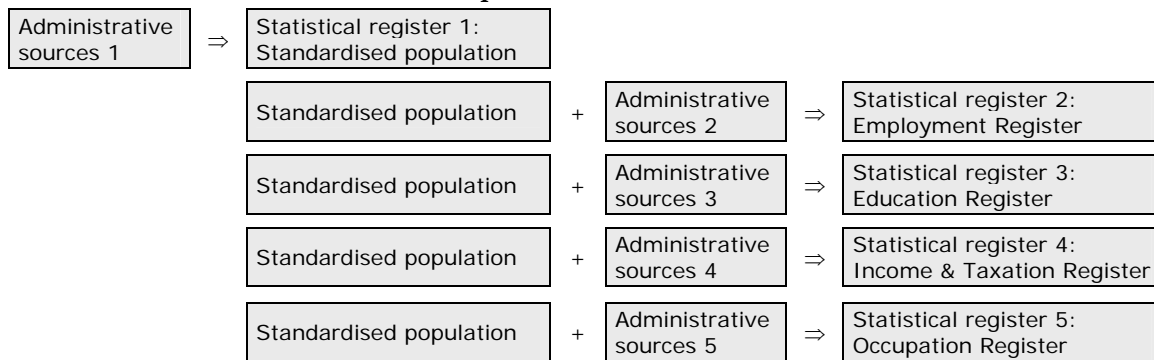 Administrative
sources 1
⇒
Statistical register 1:
Standardised population
Standardised population
+
Administrative
sources 2
⇒
Statistical register 2:
Employment Register
Standardised population
+
Administrative
sources 3
⇒
Statistical register 3:
Education Register
Standardised population
+
Administrative
sources 4
⇒
Statistical register 4:
Income & Taxation Register
Standardised population
+
Administrative
sources 5
⇒
Statistical register 5:
Occupation Register